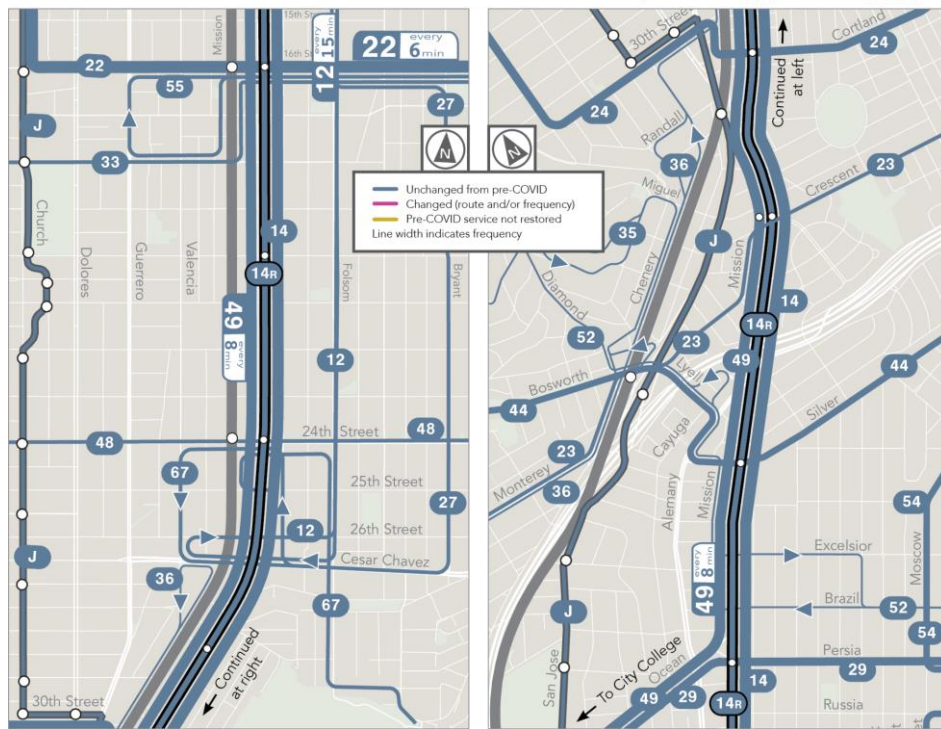 15th St
16th St
Mission
every
12 15 min
22 every 6 min
22
55
27
J
33
Church
Dolores
Guerrero
Valencia
14
14R
49 every 8 min
Folsom
Bryant
12
24th Street
48
48
67
25th Street
27
12
26th Street
Cesar Chavez
J
36
67
30th Street
Continued
at right
N
N
Unchanged from pre-COVID
Changed (route and/or frequency)
Pre-COVID service not restored
Line width indicates frequency
30th Street
Cortland
24
Continued
at left
24
Randall
36
Miguel
23
Crescent
35
J
Mission
Chenery
Diamond
14
14R
52
23
49
Lyell
44
Bosworth
44
Silver
Cayuga
23
Monterey
36
Alemany
Mission
54
Moscow
Excelsior
49 every 8 min
Brazil
52
J
54
Persia
29
San Jose
Ocean
To City College
49
29
14
14R
Russia